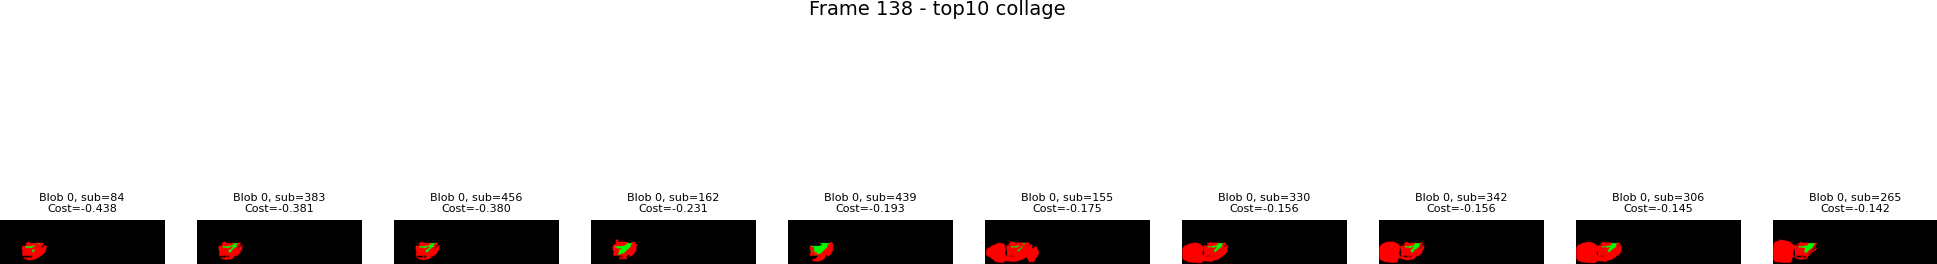 Frame 138 - top10 collage
Blob 0, sub=84
Cost=-0.438
Blob 0, sub=383
Cost=-0.381
Blob 0, sub=456
Cost=-0.380
Blob 0, sub=162
Cost=-0.231
Blob 0, sub=439
Cost=-0.193
Blob 0, sub=155
Cost=-0.175
Blob 0, sub=330
Cost=-0.156
Blob 0, sub=342
Cost=-0.156
Blob 0, sub=306
Cost=-0.145
Blob 0, sub=265
Cost=-0.142